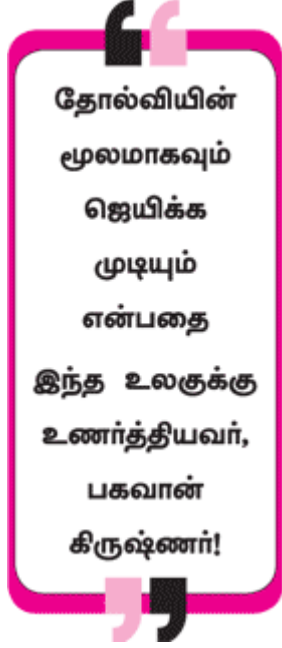 தோல்வியின்
மூலமாகவும்
ஜெயிக்க
முடியும்
என்பதை
இந்த உலகுக்கு
உணர்த்தியவர்,
பகவான்
கிருஷ்ணர்!